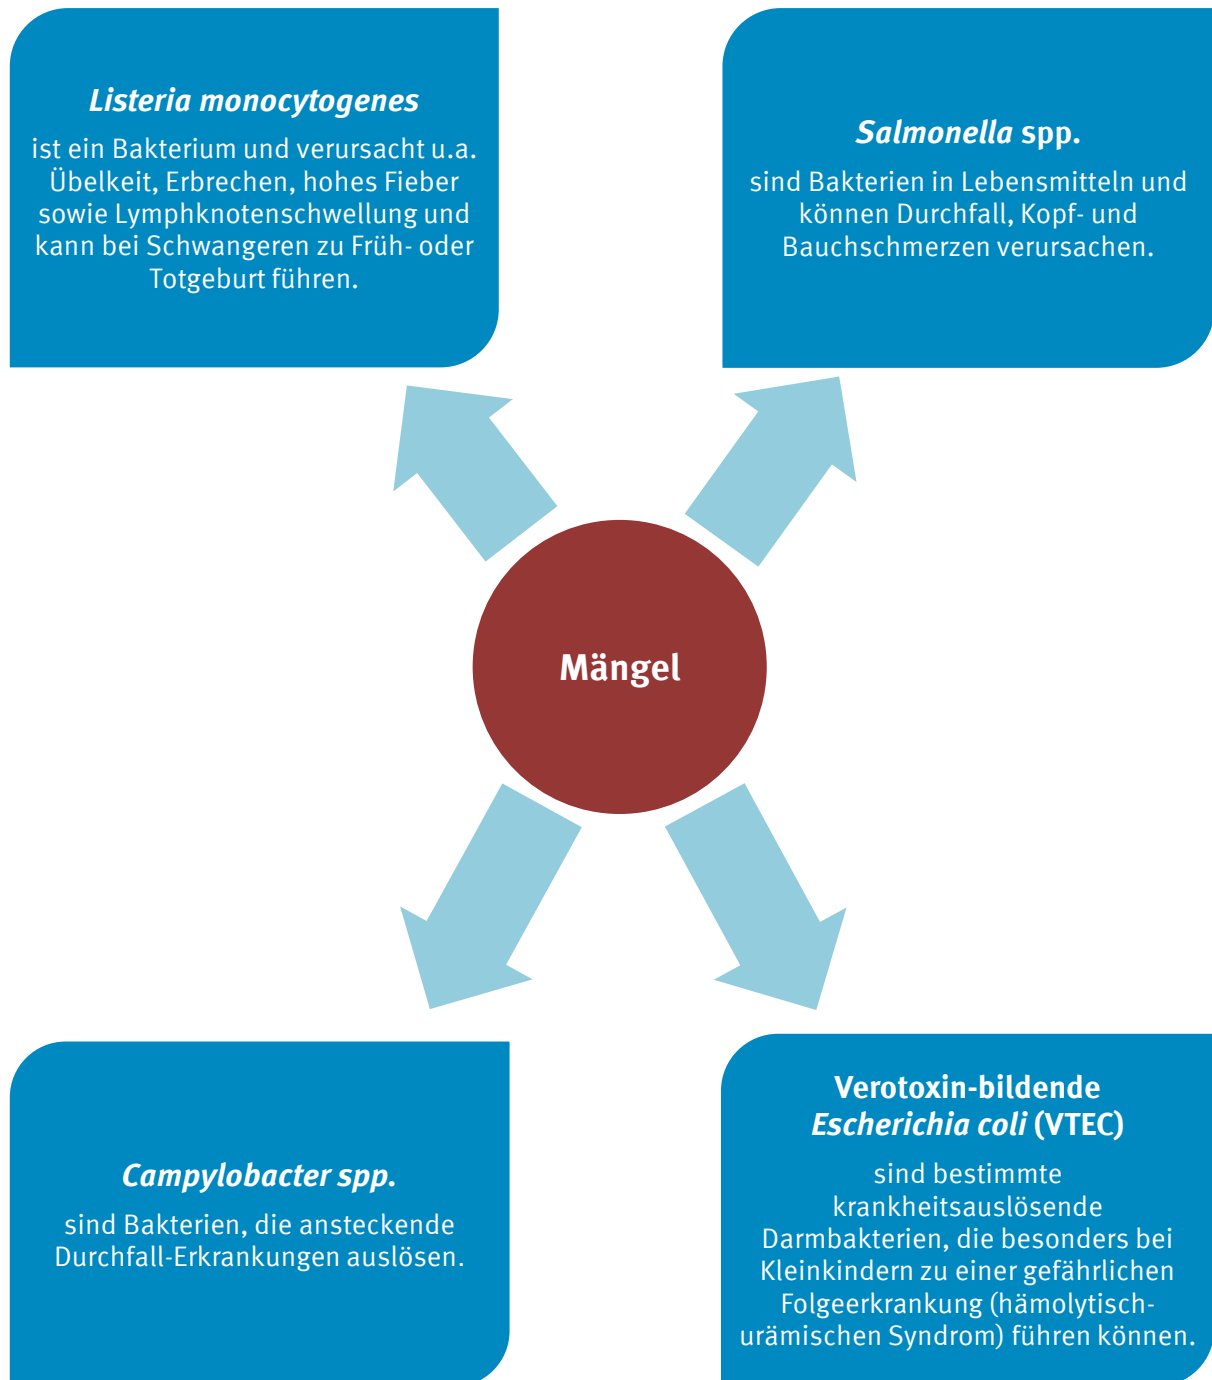 Listeria monocytogenes
ist ein Bakterium und verursacht u.a.
Übelkeit, Erbrechen, hohes Fieber
sowie Lymphknotenschwellung und
kann bei Schwangeren zu Früh- oder
Totgeburt führen.
Salmonella spp.
sind Bakterien in Lebensmitteln und
können Durchfall, Kopf- und
Bauchschmerzen verursachen.
Mängel
Campylobacter spp.
sind Bakterien, die ansteckende
Durchfall-Erkrankungen auslösen.
Verotoxin-bildende
Escherichia coli (VTEC)
sind bestimmte
krankheitsauslösende
Darmbakterien, die besonders bei
Kleinkindern zu einer gefährlichen
Folgeerkrankung (hämolytisch-
urämischen Syndrom) führen können.